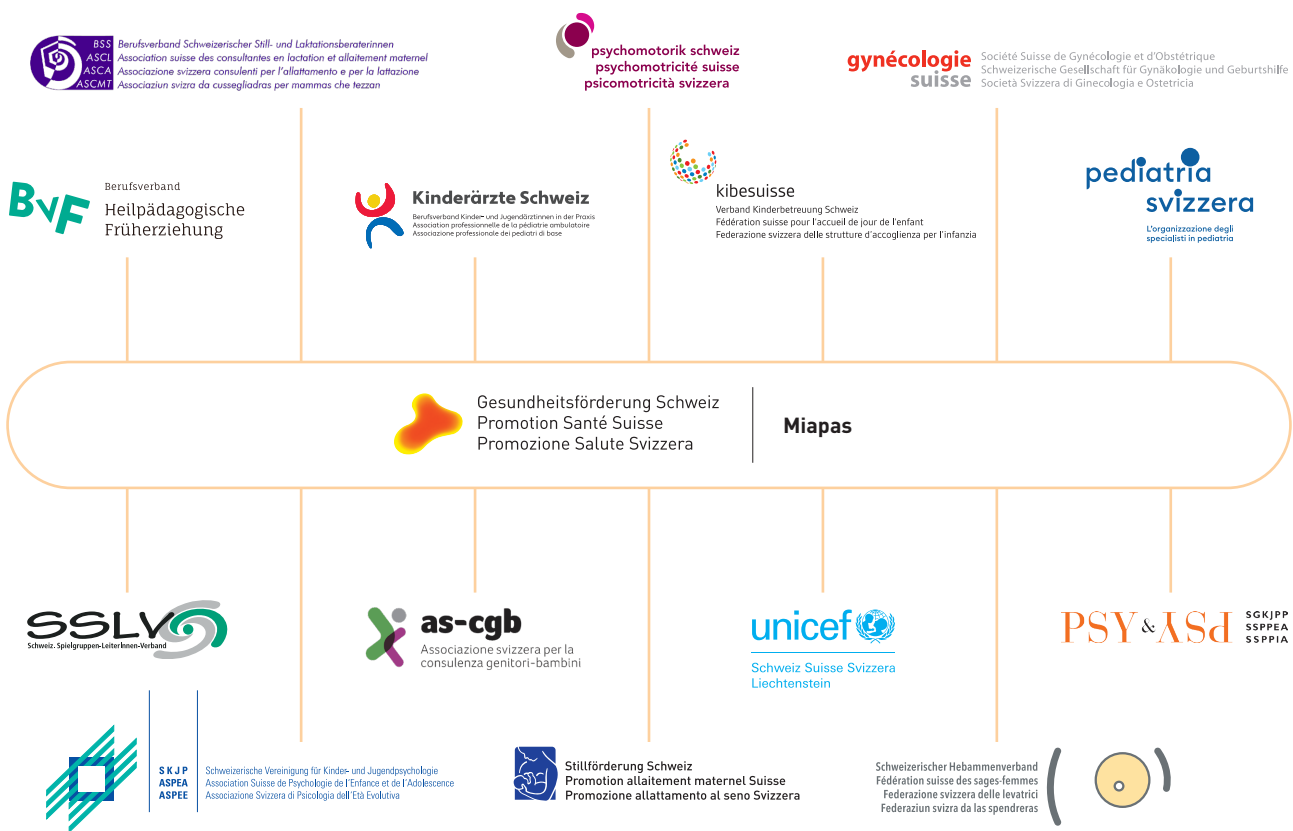 BSS Berufsverband Schweizerischer Still- und Laktationsberaterinnen
ASCL Association suisse des consultantes en lactation et allaitement maternel
ASCA Associazione svizzera consulenti per l'allattamento e per la lattazione
ASCMT Associaziun svizra da cussegliadras per mammas che tezzan
psychomotorik schweiz
psychomotricité suisse
psicomotricità svizzera
gynécologie
suisse
Société Suisse de Gynécologie et d'Obstétrique
Schweizerische Gesellschaft für Gynäkologie und Geburtshilfe
Società Svizzera di Ginecologia e Ostetricia
BVF
Berufsverband
Heilpädagogische
Früherziehung
Kinderärzte Schweiz
Berufsverband Kinder- und Jugendärztinnen in der Praxis
Association professionnelle de la pédiatrie ambulatoire
Associazione professionale dei pediatri di base
kibesuisse
Verband Kinderbetreuung Schweiz
Fédération suisse pour l'accueil de jour de l'enfant
Federazione svizzera delle strutture d'accoglienza per l'infanzia
pediatria
svizzera
L'organizzazione degli
specialisti in pediatria
Gesundheitsförderung Schweiz
Promotion Santé Suisse
Promozione Salute Svizzera
Miapas
SSLV
Schweiz. Spielgruppen-LeiterInnen-Verband
as-cgb
Associazione svizzera per la
consulenza genitori-bambini
unicef
Schweiz Suisse Svizzera
Liechtenstein
PSY & PSY
SGKJPP
SSPPEA
SSPPIA
SKJP Schweizerische Vereinigung für Kinder- und Jugendpsychologie
ASPEA Association Suisse de Psychologie de l'Enfance et de l'Adolescence
ASPEE Associazione Svizzera di Psicologia dell'Età Evolutiva
Stillförderung Schweiz
Promotion allaitement maternel Suisse
Promozione allattamento al seno Svizzera
Schweizerischer Hebammenverband
Fédération suisse des sages-femmes
Federazione svizzera delle levatrici
Federaziun svizra da las spendreras